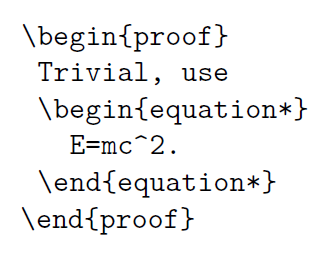 \begin{proof}
Trivial, use
\begin{equation*}
E=mc^2.
\end{equation*}
\end{proof}